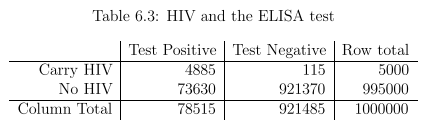 Table 6.3: HIV and the ELISA test
Test Positive Test Negative Row total
Carry HIV 4885 115 5000
No HIV 73630 921370 995000
Column Total 78515 921485 1000000